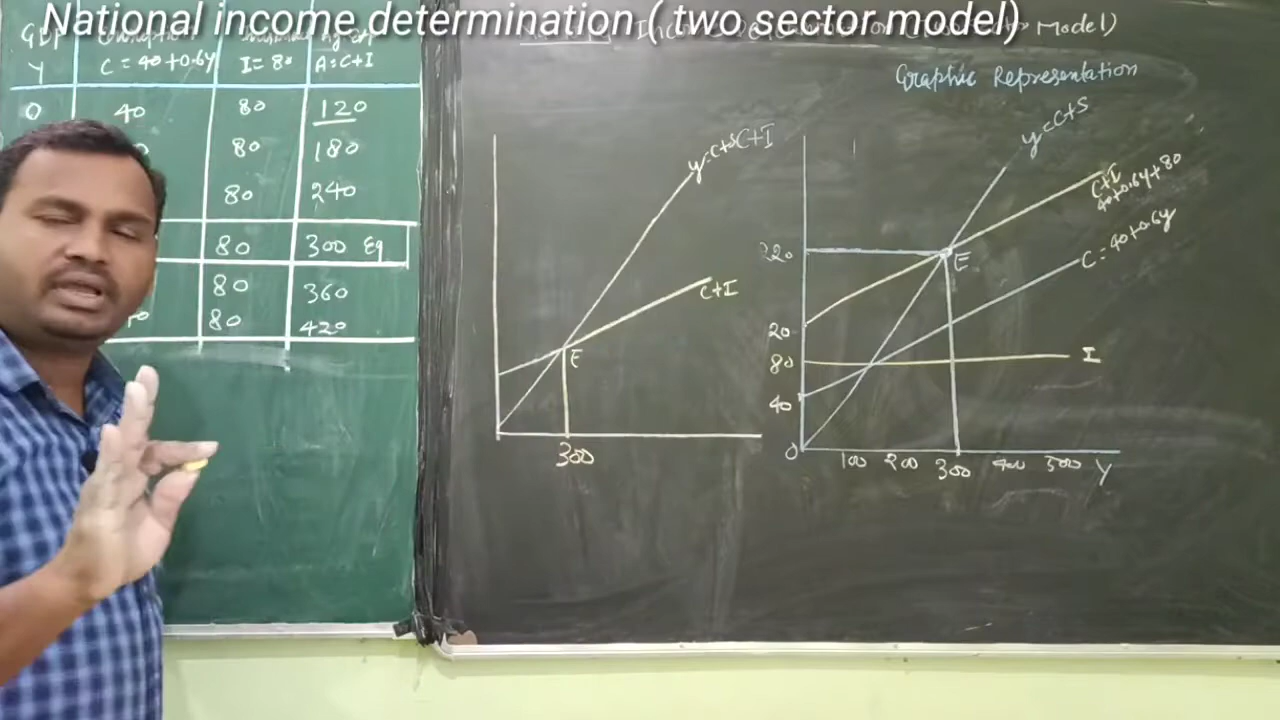 National income determination ( two sector model)
Model)
Graphic Representation
Y
C = 40+0.6y
I= 80
A=C+I
0
40
80
120
80
180
80
240
80
300 Eq
80
360
80
420
y=c+s C+I
C+I
E
300
y=c+s
C+I
40+0.6y+80
C=40+0.6y
I
E
220
20
80
40
0
100
200
300
400
500
Y